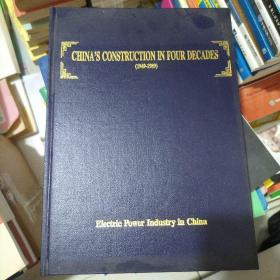 CHINA'S CONSTRUCTION IN FOUR DECADES
(1949-1989)
Electric Power Industry in China